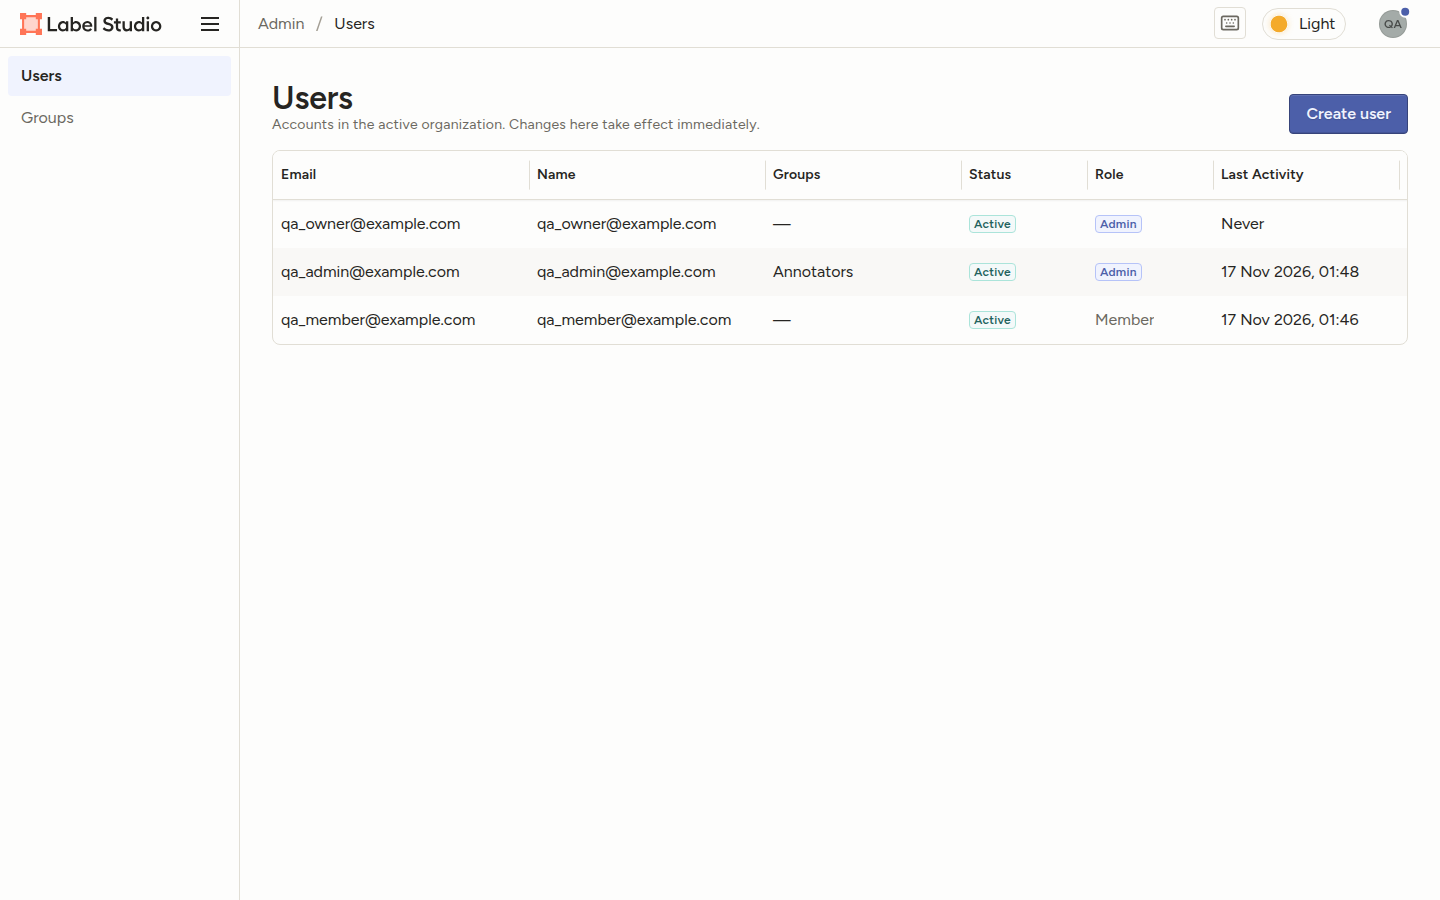 Label Studio
Admin / Users
Light
QA
Users
Groups
Users
Accounts in the active organization. Changes here take effect immediately.
Create user
Email Name Groups Status Role Last Activity
qa_owner@example.com qa_owner@example.com — Active Admin Never
qa_admin@example.com qa_admin@example.com Annotators Active Admin 17 Nov 2026, 01:48
qa_member@example.com qa_member@example.com — Active Member 17 Nov 2026, 01:46